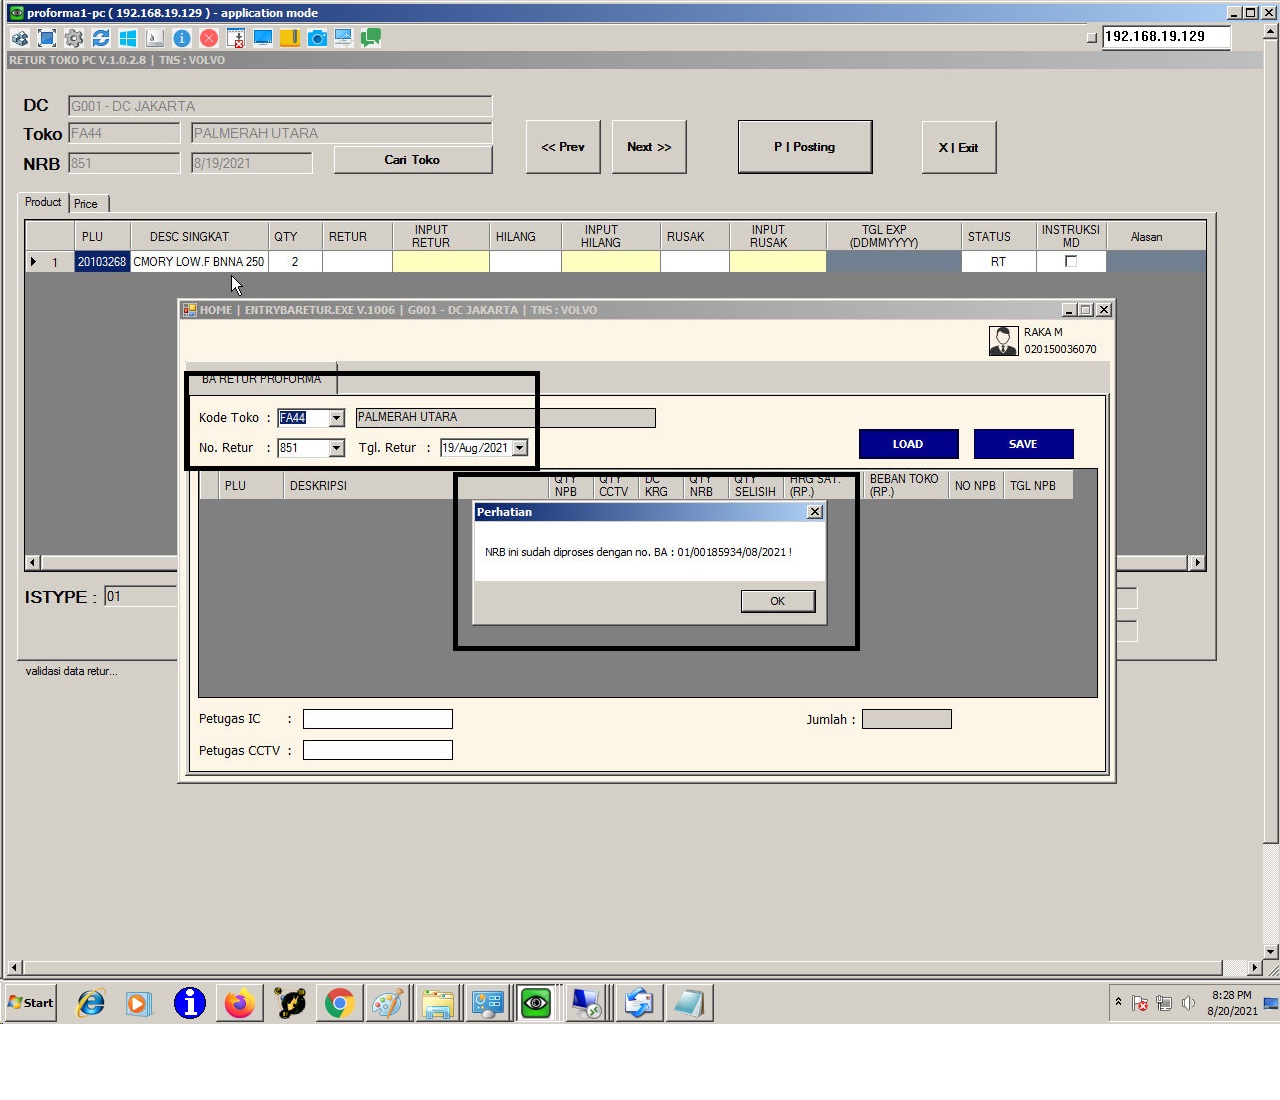 proforma1-pc ( 192.168.19.129 ) - application mode
192.168.19.129
RETUR TOKO PC V.1.0.2.8 | TNS : VOLVO
DC G001 - DC JAKARTA
Toko FA44 PALMERAH UTARA
NRB 851 8/19/2021 Cari Toko
<< Prev Next >> P | Posting X | Exit
Product Price
PLU DESC SINGKAT QTY RETUR INPUT RETUR HILANG INPUT HILANG RUSAK INPUT RUSAK TGL EXP (DDMMYYYY) STATUS INSTRUKSI MD Alasan
1 20103268 CMORY LOW.F BNNA 250 2 RT
HOME | ENTRYBARETUR.EXE V.1006 | G001 - DC JAKARTA | TNS : VOLVO
RAKA M
020150036070
BA RETUR PROFORMA
Kode Toko : FA44 PALMERAH UTARA
No. Retur : 851 Tgl. Retur : 19/Aug/2021
LOAD SAVE
PLU DESKRIPSI QTY NPB QTY CCTV DC KRG QTY NRB QTY SELISIH HRG SAT. (RP.) BEBAN TOKO (RP.) NO NPB TGL NPB
Perhatian
NRB ini sudah diproses dengan no. BA : 01/00185934/08/2021 !
OK
ISTYPE : 01
validasi data retur...
Petugas IC :
Jumlah :
Petugas CCTV :
Start
8:28 PM
8/20/2021